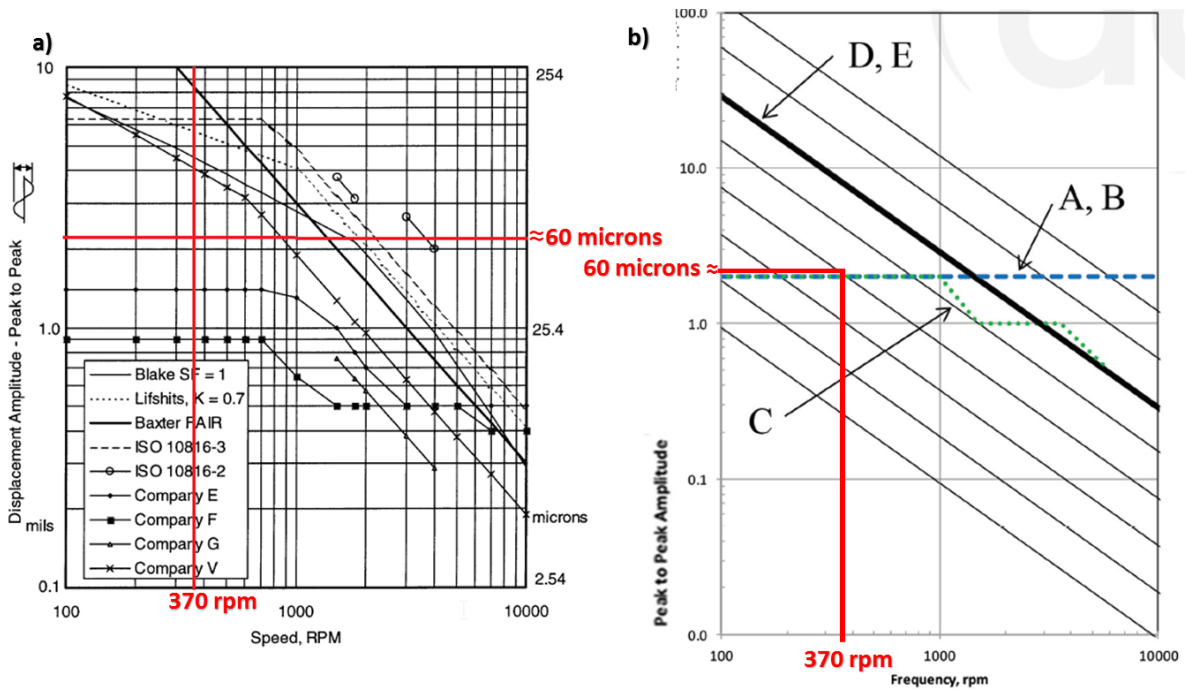 a)
10
254
Displacement Amplitude - Peak to Peak
≈60 microns
1.0
25.4
Blake SF = 1
Lifshits, K = 0.7
Baxter FAIR
ISO 10816-3
ISO 10816-2
Company E
Company F
Company G
Company V
mils
microns
0.1
2.54
370 rpm
100
1000
10000
Speed, RPM
b)
100.0
D, E
10.0
A, B
60 microns ≈
1.0
C
0.1
Peak to Peak Amplitude
0.0
100
370 rpm
1000
10000
Frequency, rpm